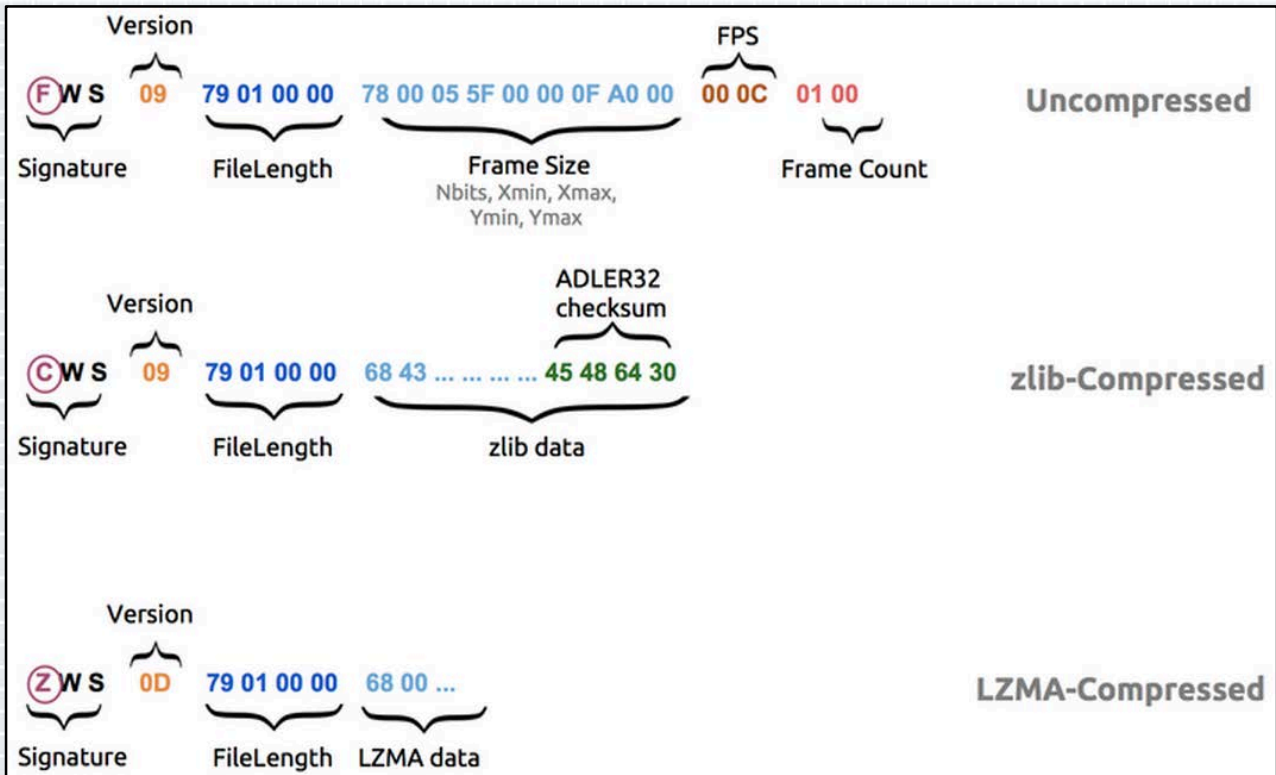 Version
FPS
F W S 09 79 01 00 00 78 00 05 5F 00 00 0F A0 00 00 0C 01 00
Uncompressed
Signature
FileLength
Frame Size
Nbits, Xmin, Xmax,
Ymin, Ymax
Frame Count
ADLER32
checksum
Version
C W S 09 79 01 00 00 68 43 ... ... ... ... 45 48 64 30
zlib-Compressed
Signature
FileLength
zlib data
Version
Z W S 0D 79 01 00 00 68 00 ...
LZMA-Compressed
Signature
FileLength
LZMA data